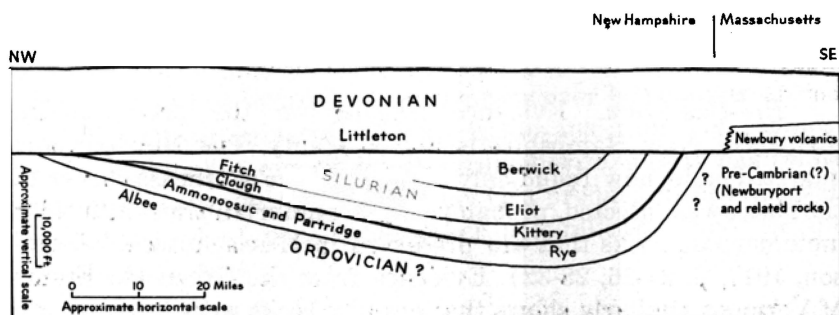 New Hampshire Massachusetts
NW SE
DEVONIAN
Littleton
Newbury volcanics
Fitch
Clough
SILURIAN
Berwick
Albee
Ammonoosuc and Partridge
Eliot
Kittery
Rye
ORDOVICIAN ?
?
?
Pre-Cambrian (?)
(Newburyport
and related rocks)
Approximate vertical scale
10,000 ft
0 10 20 Miles
Approximate horizontal scale